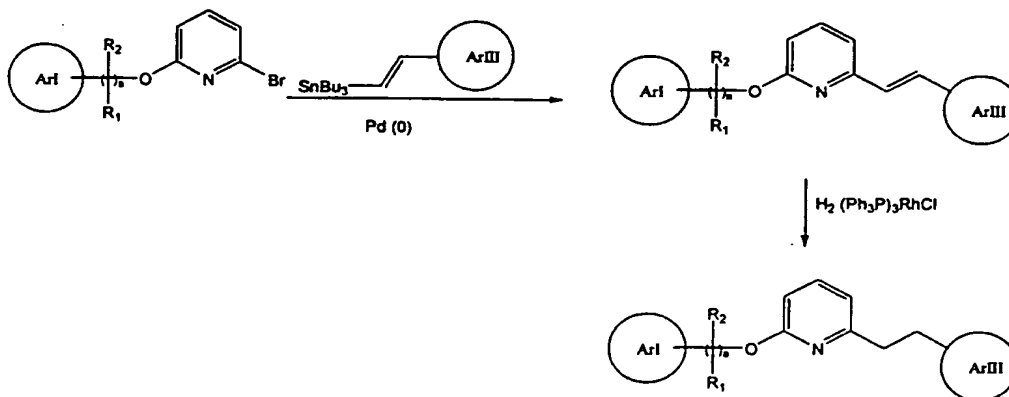 R2
ArI
( )a
O
N
Br
R1
SnBu3
ArIII
Pd (0)
R2
ArI
O
N
R1
ArIII
H2 (Ph3P)3RhCl
R2
ArI
( )a
O
N
R1
ArIII